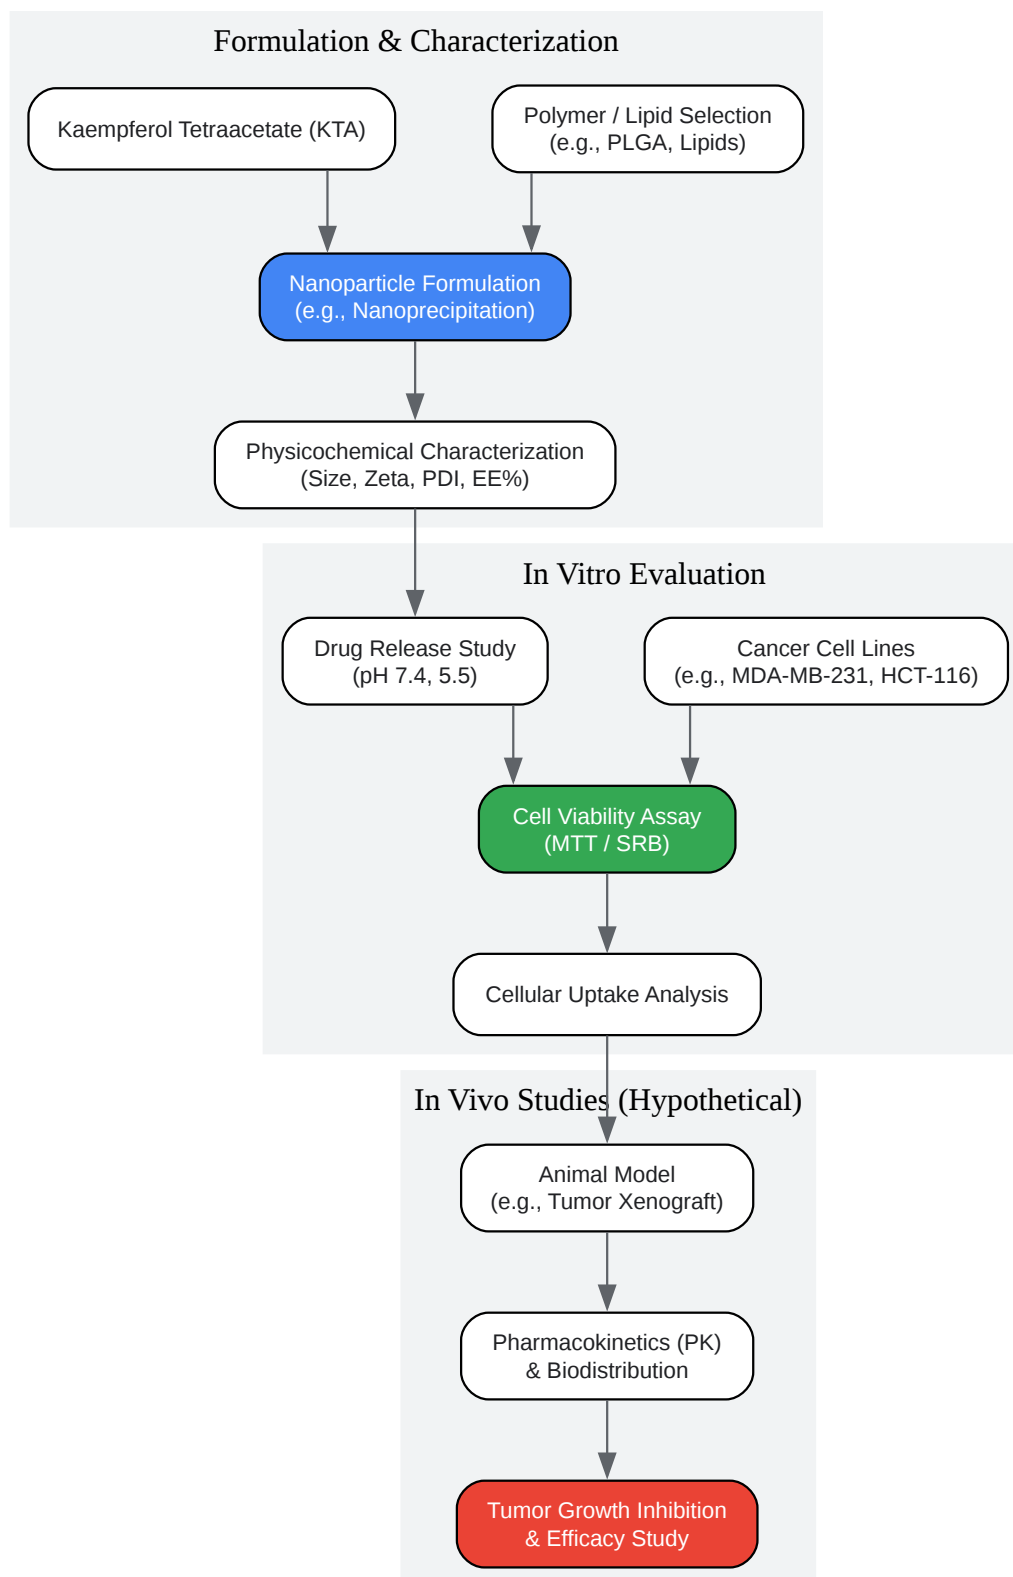 Formulation & Characterization
Kaempferol Tetraacetate (KTA)
Polymer / Lipid Selection
(e.g., PLGA, Lipids)
Nanoparticle Formulation
(e.g., Nanoprecipitation)
Physicochemical Characterization
(Size, Zeta, PDI, EE%)
In Vitro Evaluation
Drug Release Study
(pH 7.4, 5.5)
Cancer Cell Lines
(e.g., MDA-MB-231, HCT-116)
Cell Viability Assay
(MTT / SRB)
Cellular Uptake Analysis
In Vivo Studies (Hypothetical)
Animal Model
(e.g., Tumor Xenograft)
Pharmacokinetics (PK)
& Biodistribution
Tumor Growth Inhibition
& Efficacy Study